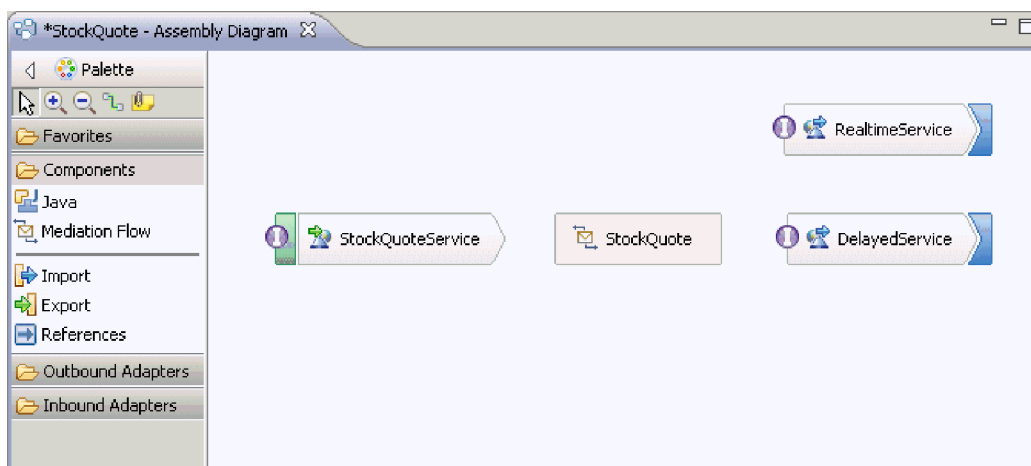 *StockQuote - Assembly Diagram
Palette
Favorites
Components
Java
Mediation Flow
Import
Export
References
Outbound Adapters
Inbound Adapters
RealtimeService
StockQuoteService
StockQuote
DelayedService